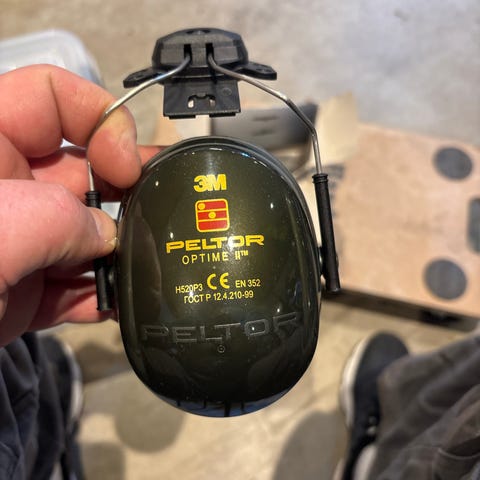 3M
PELTOR
OPTIME II™
H520P3 CE EN 352
ГОСТ Р 12.4.210-99
PELTOR